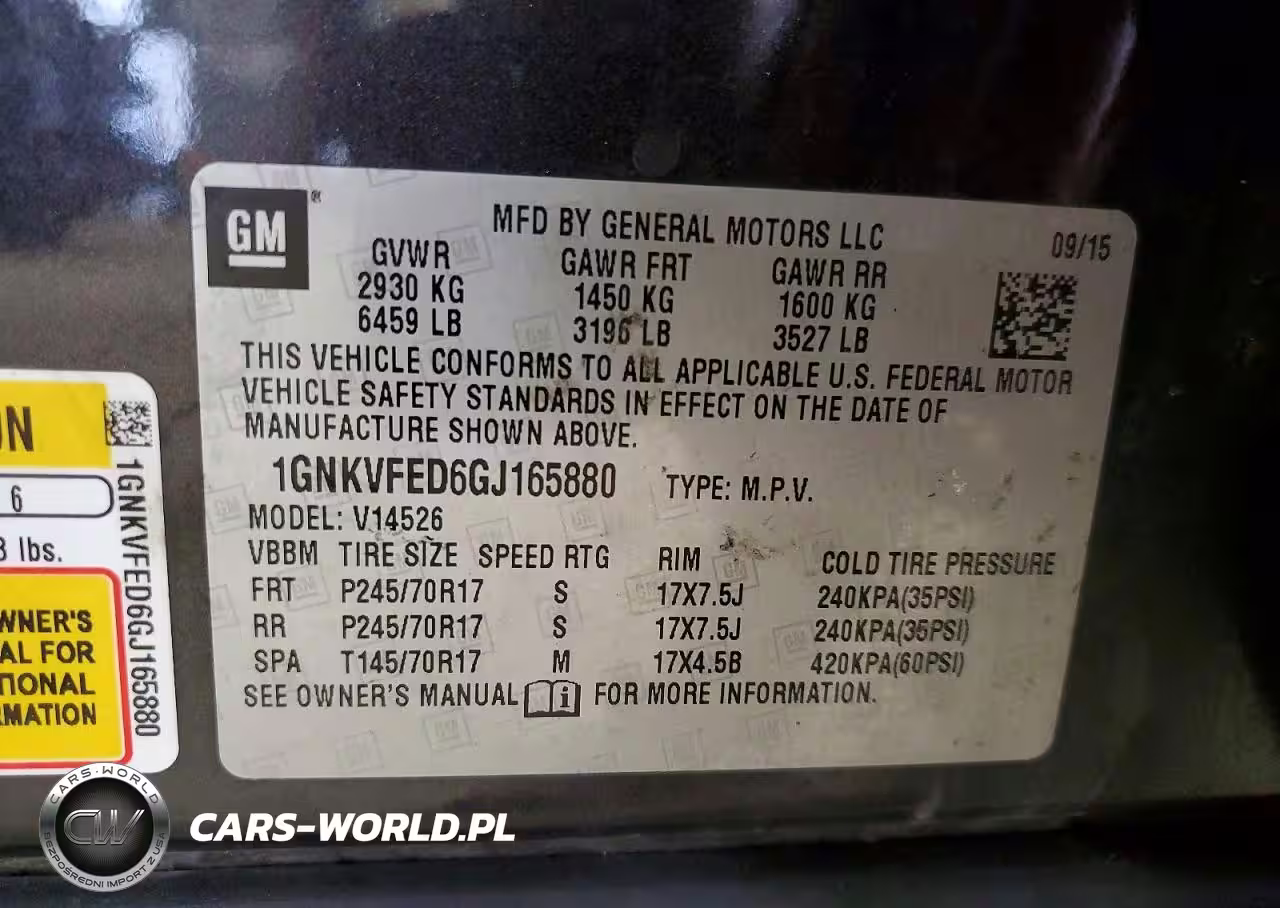 GM
®
MFD BY GENERAL MOTORS LLC
09/15
GVWR
GAWR FRT
GAWR RR
2930 KG
1450 KG
1600 KG
6459 LB
3196 LB
3527 LB
THIS VEHICLE CONFORMS TO ALL APPLICABLE U.S. FEDERAL MOTOR
VEHICLE SAFETY STANDARDS IN EFFECT ON THE DATE OF
MANUFACTURE SHOWN ABOVE.
1GNKVFED6GJ165880 TYPE: M.P.V.
MODEL: V14526
VBBM TIRE SIZE SPEED RTG RIM COLD TIRE PRESSURE
FRT P245/70R17 S 17X7.5J 240KPA(35PSI)
RR P245/70R17 S 17X7.5J 240KPA(35PSI)
SPA T145/70R17 M 17X4.5B 420KPA(60PSI)
SEE OWNER'S MANUAL i FOR MORE INFORMATION.
6
lbs.
AL FOR
1GNKVFED6GJ165880
CARS-WORLD
CW
BEZPOŚREDNI IMPORT Z USA
CARS-WORLD.PL